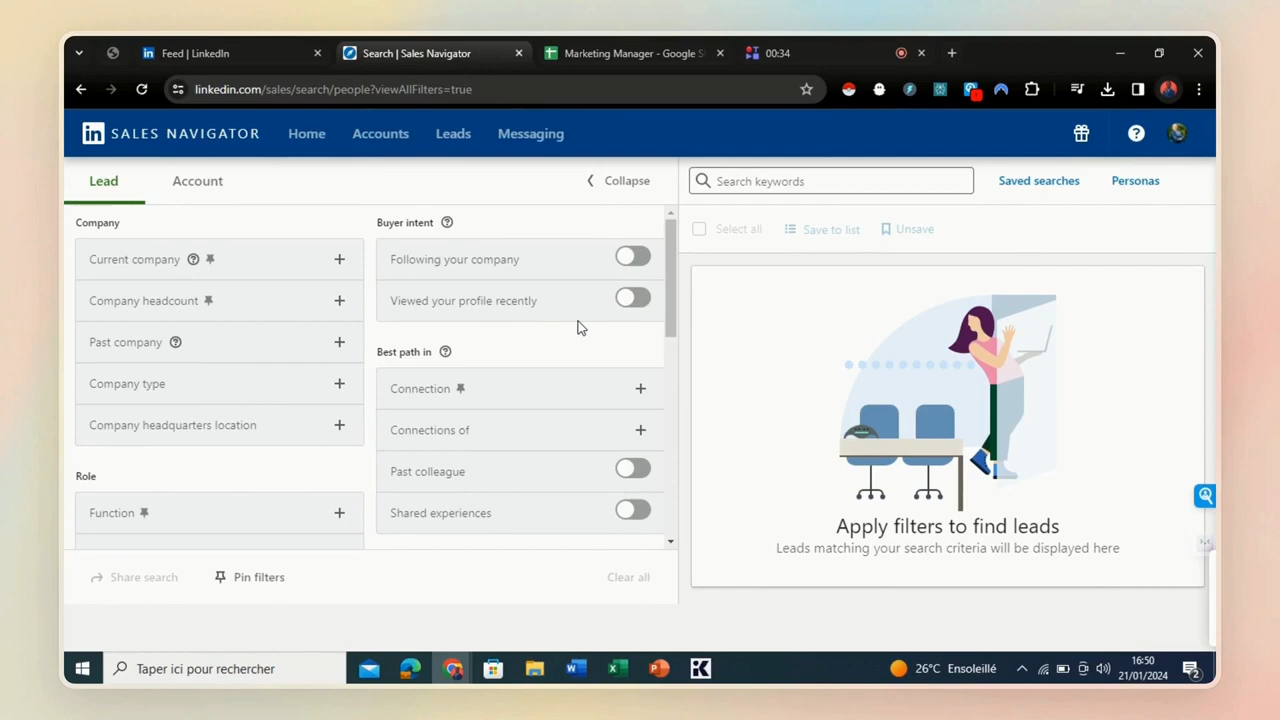 Feed | LinkedIn
Search | Sales Navigator
Marketing Manager - Google S
00:34
linkedin.com/sales/search/people?viewAllFilters=true
in SALES NAVIGATOR
Home
Accounts
Leads
Messaging
Lead
Account
Collapse
Search keywords
Saved searches
Personas
Select all
Save to list
Unsave
Company
Current company
Company headcount
Past company
Company type
Company headquarters location
Role
Function
Buyer intent
Following your company
Viewed your profile recently
Best path in
Connection
Connections of
Past colleague
Shared experiences
Apply filters to find leads
Leads matching your search criteria will be displayed here
Share search
Pin filters
Clear all
Taper ici pour rechercher
26°C Ensoleillé
16:50
21/01/2024
2